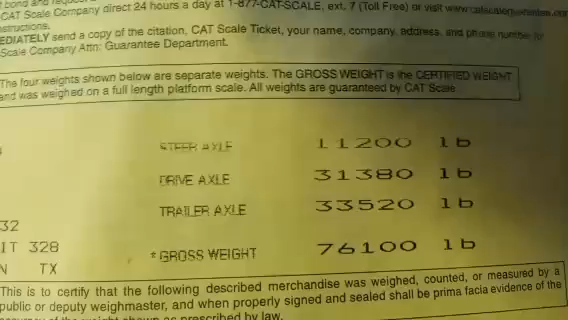 CAT Scale Company direct 24 hours a day at 1-877-CAT-SCALE, ext. 7 (Toll Free) or visit
EDIATELY send a copy of the citation, CAT Scale Ticket, your name, company, address, and phone number to
Scale Company Attn: Guarantee Department.
The four weights shown below are separate weights. The GROSS WEIGHT is the CERTIFIED WEIGHT
and was weighed on a full length platform scale. All weights are guaranteed by CAT Scale
STEER AXLE 11200 lb
DRIVE AXLE 31380 lb
TRAILER AXLE 33520 lb
32
IT 328
* GROSS WEIGHT 76100 lb
N TX
This is to certify that the following described merchandise was weighed, counted, or measured by a
public or deputy weighmaster, and when properly signed and sealed shall be prima facia evidence of the
as prescribed by law.